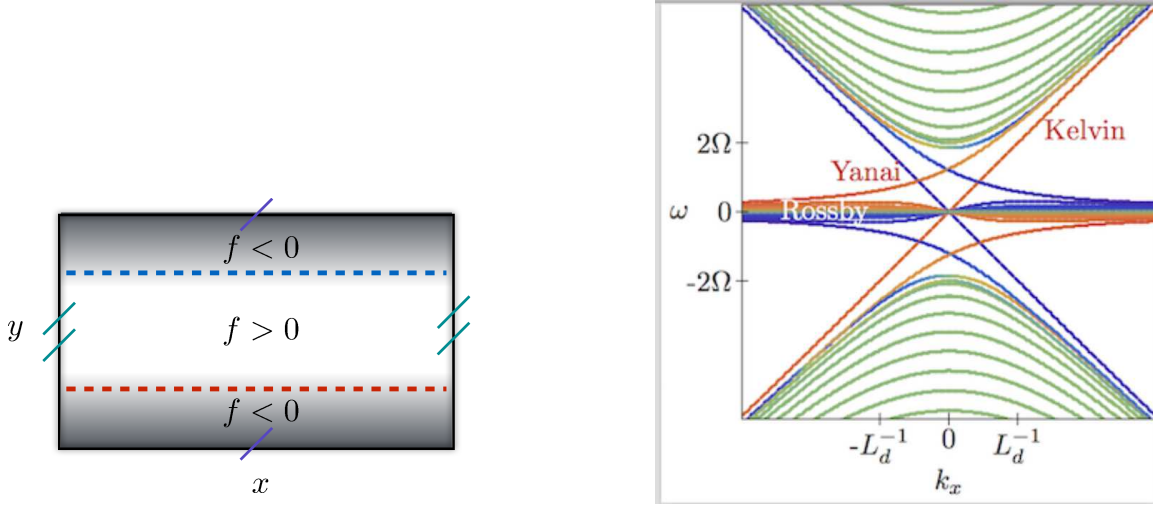 f < 0
y
f > 0
f < 0
x
2Ω
Kelvin
Yanai
ω
0
Rossby
-2Ω
-L_d^{-1}
0
L_d^{-1}
k_x